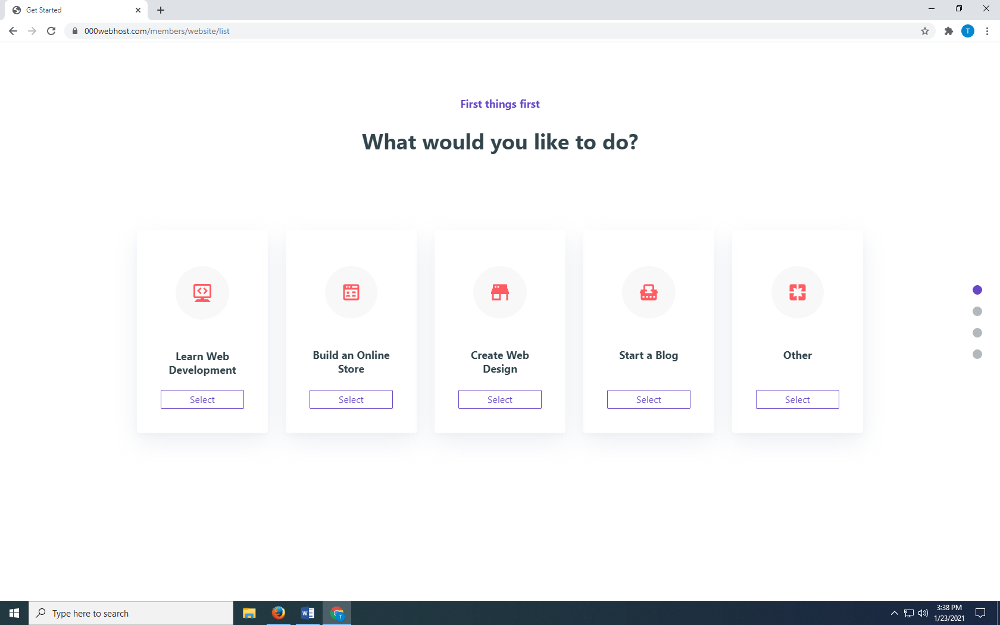 Get Started
000webhost.com/members/website/list
T
First things first
What would you like to do?
Learn Web
Development
Select
Build an Online
Store
Select
Create Web
Design
Select
Start a Blog
Select
Other
Select
Type here to search
W
T
3:38 PM
1/23/2021